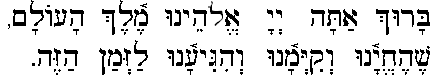 בָּרוּךְ אַתָּה יְיָ אֱלֹהֵינוּ מֶ֫לֶךְ הָעוֹלָם,
שֶׁהֶחֱיָ֫נוּ וְקִיְּמָ֫נוּ וְהִגִּיעָ֫נוּ לַזְּמַן הַזֶּה.